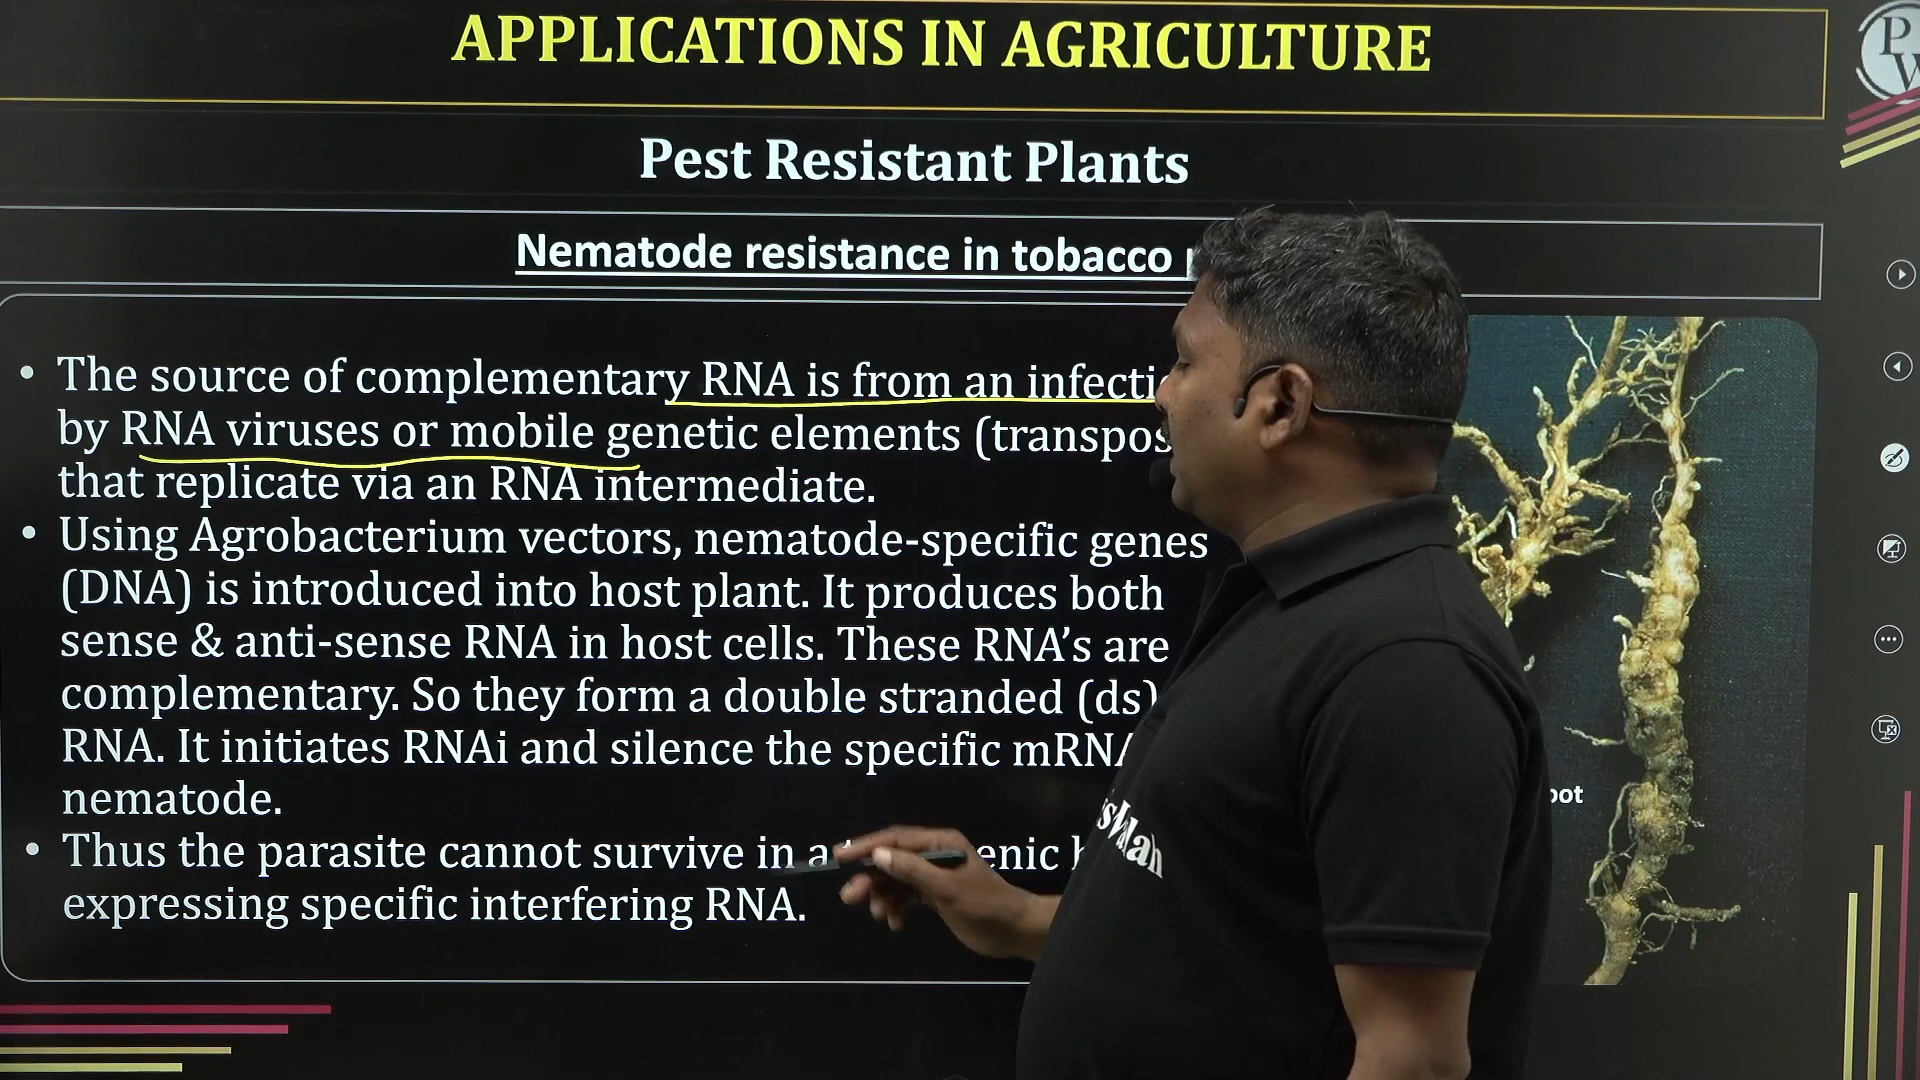 APPLICATIONS IN AGRICULTURE
P
W
Pest Resistant Plants
Nematode resistance in tobacco
• The source of complementary RNA is from an
by RNA viruses or mobile genetic elements
that replicate via an RNA intermediate.
• Using Agrobacterium vectors, nematode-specific genes
(DNA) is introduced into host plant. It produces both
sense & anti-sense RNA in host cells. These RNA’s are
complementary. So they form a double stranded (ds)
RNA. It initiates RNAi and silence the specific
nematode.
• Thus the parasite cannot survive in a
expressing specific interfering RNA.